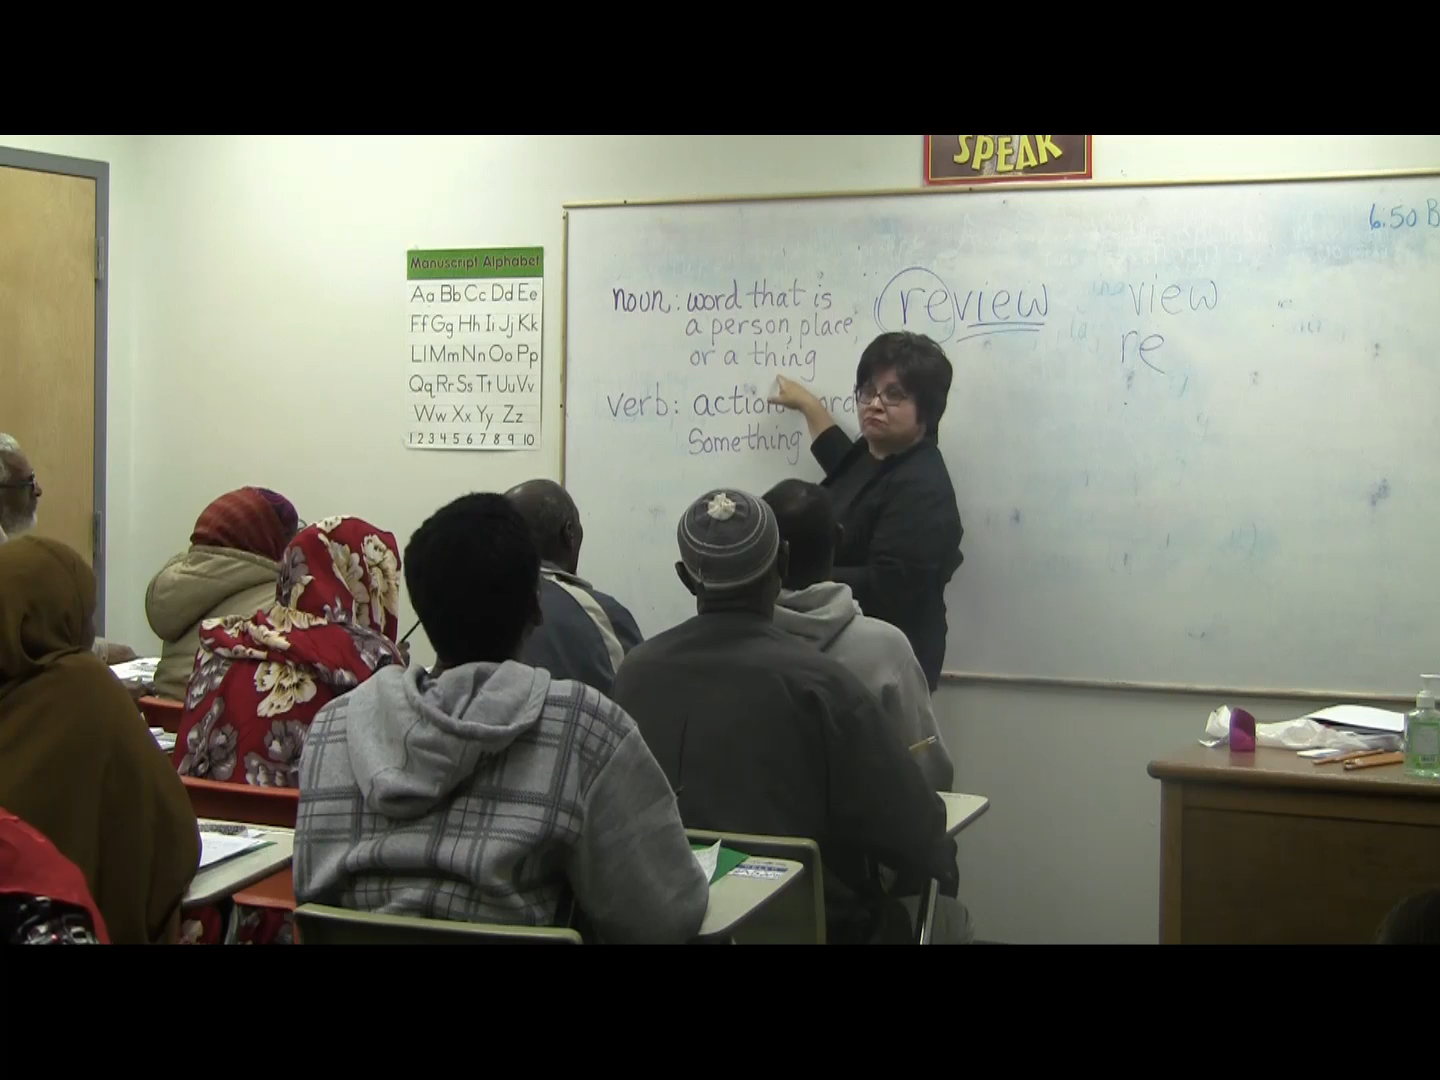 SPEAK
6:50 B
Manuscript Alphabet
Aa Bb Cc Dd Ee
Ff Gg Hh Ii Jj Kk
Ll Mm Nn Oo Pp
Qq Rr Ss Tt Uu Vv
Ww Xx Yy Zz
1 2 3 4 5 6 7 8 9 10
noun: word that is
a person, place,
or a thing
verb: action word
Something
review
view
re